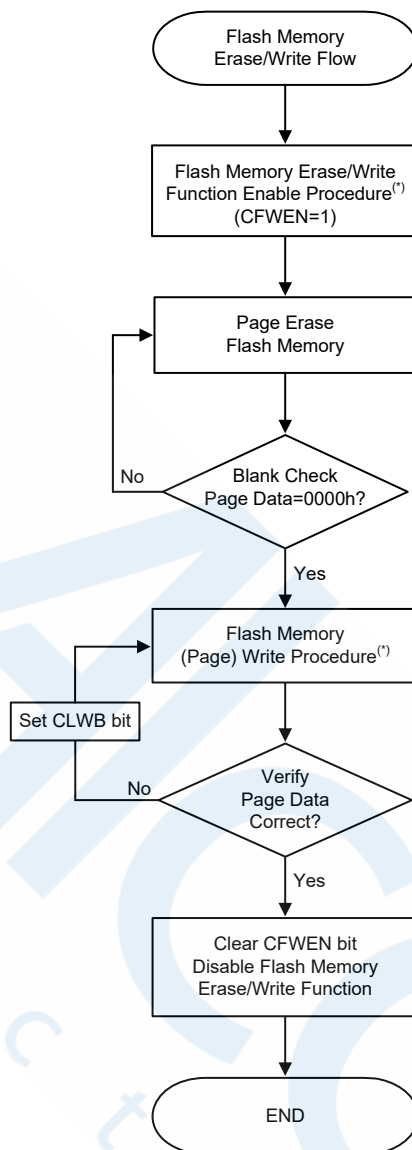 Flash Memory
Erase/Write Flow
Flash Memory Erase/Write
Function Enable Procedure(*)
(CFWEN=1)
Page Erase
Flash Memory
No
Blank Check
Page Data=0000h?
Yes
Flash Memory
(Page) Write Procedure(*)
Set CLWB bit
No
Verify
Page Data
Correct?
Yes
Clear CFWEN bit
Disable Flash Memory
Erase/Write Function
END